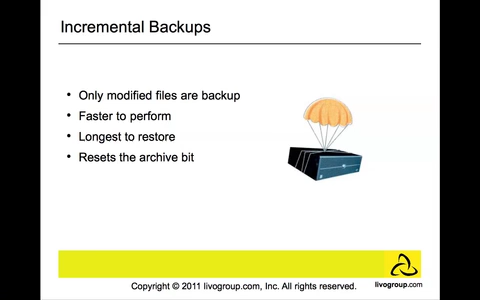 Incremental Backups
• Only modified files are backup
• Faster to perform
• Longest to restore
• Resets the archive bit
livogroup.com
Copyright © 2011 livogroup.com, Inc. All rights reserved.